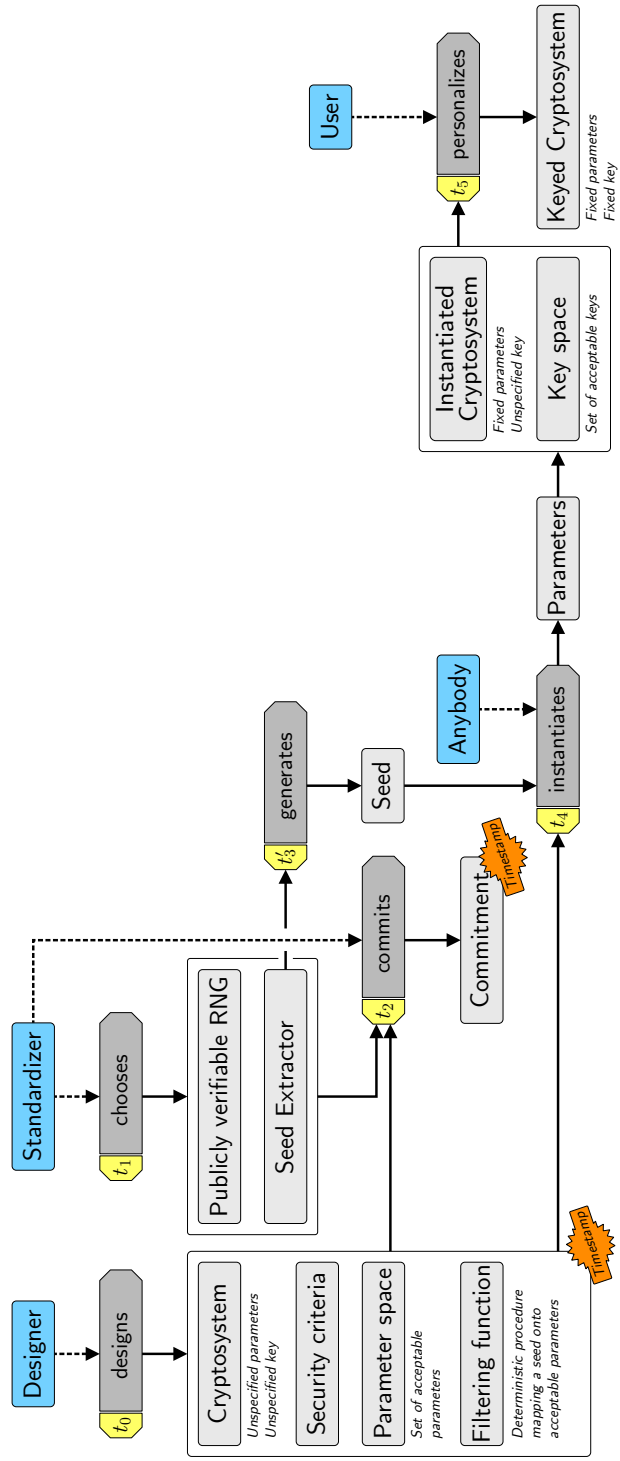 Designer
t₀
designs
Cryptosystem
Unspecified parameters
Unspecified key
Security criteria
Parameter space
Set of acceptable
parameters
Filtering function
Deterministic procedure
mapping a seed onto
acceptable parameters
Timestamp
Standardizer
t₁
chooses
Publicly verifiable RNG
Seed Extractor
t₂
commits
Commitment
Timestamp
t₃′
generates
Seed
Anybody
t₄
instantiates
Parameters
Instantiated
Cryptosystem
Fixed parameters
Unspecified key
Key space
Set of acceptable keys
User
t₅
personalizes
Keyed Cryptosystem
Fixed parameters
Fixed key